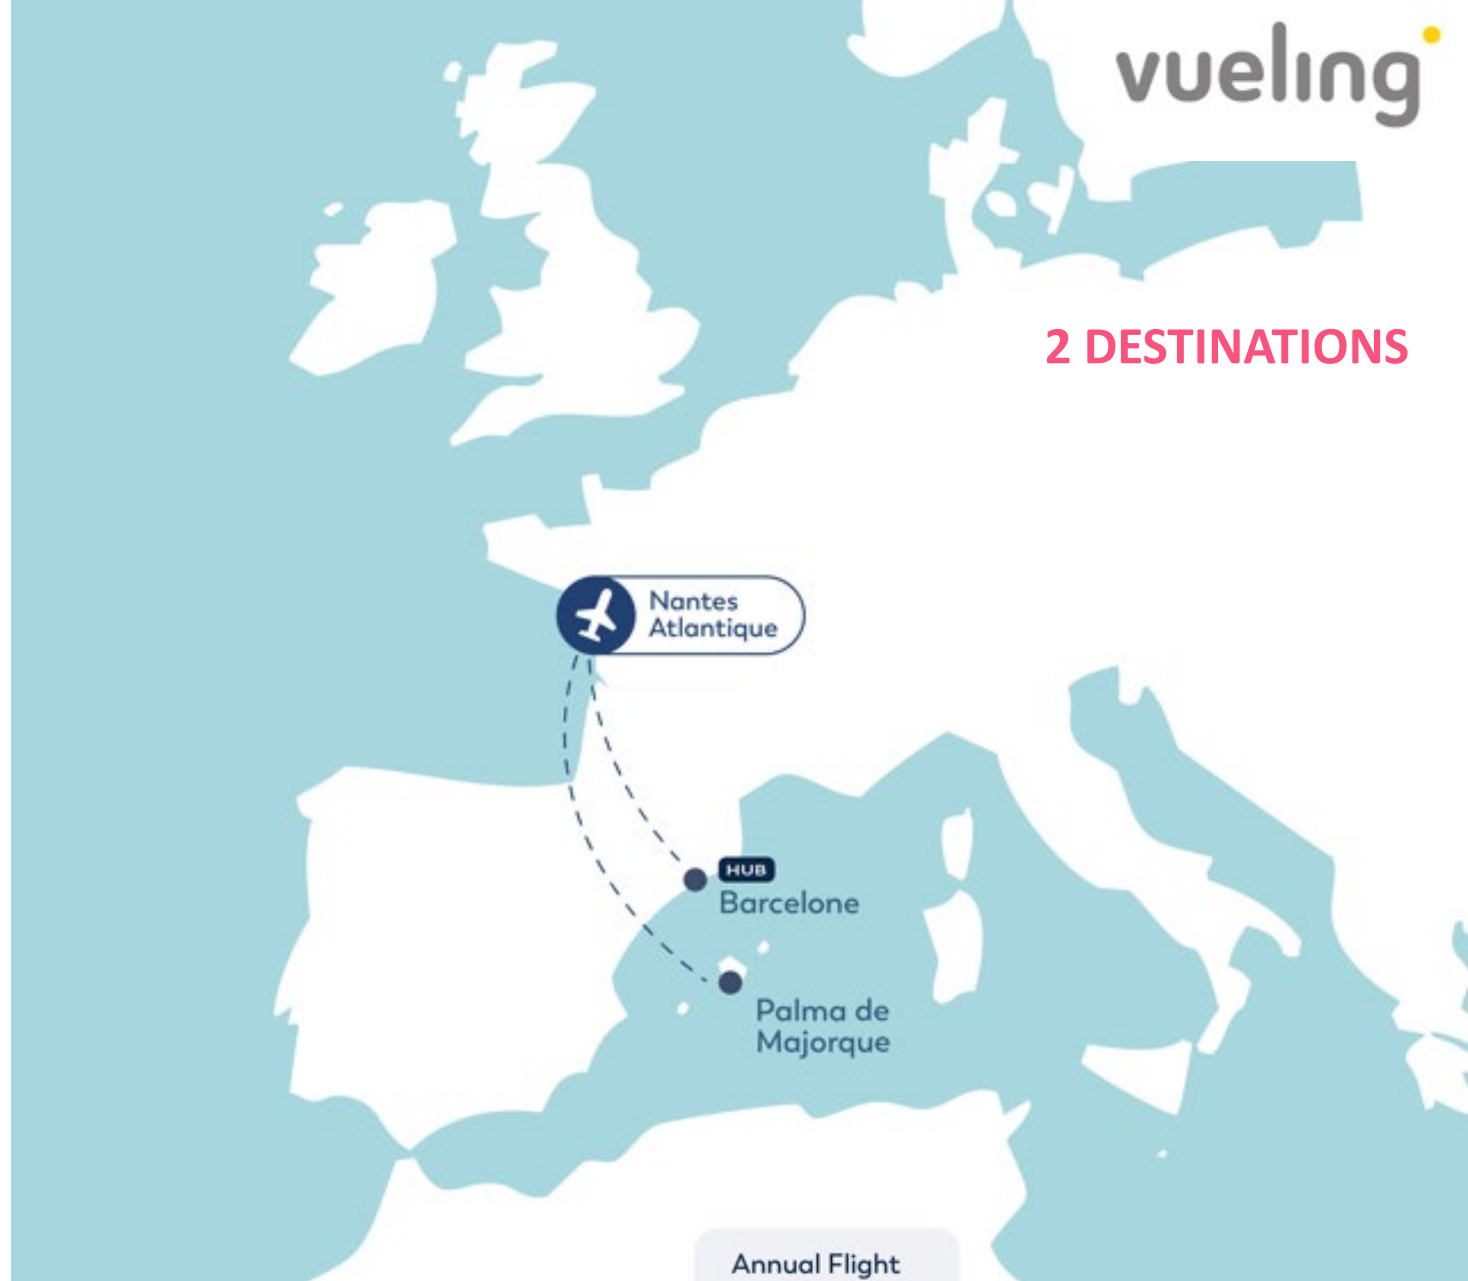 vueling
2 DESTINATIONS
Nantes
Atlantique
HUB
Barcelone
Palma de
Majorque
Annual Flight